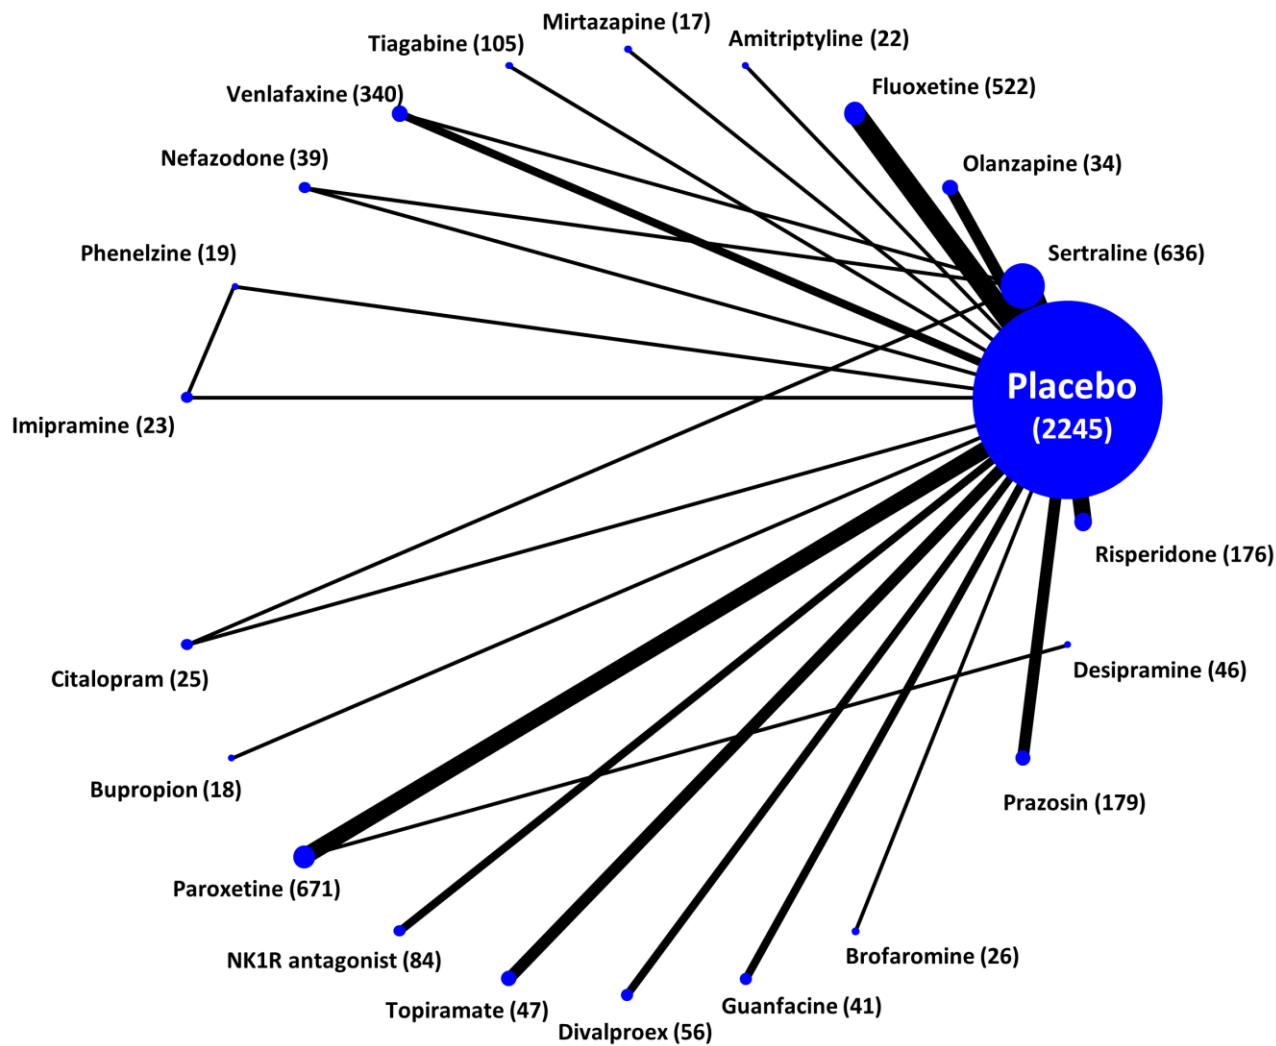 Mirtazapine (17)
Amitriptyline (22)
Tiagabine (105)
Fluoxetine (522)
Venlafaxine (340)
Nefazodone (39)
Olanzapine (34)
Phenelzine (19)
Sertraline (636)
Placebo
(2245)
Imipramine (23)
Risperidone (176)
Citalopram (25)
Desipramine (46)
Bupropion (18)
Prazosin (179)
Paroxetine (671)
NK1R antagonist (84)
Brofaromine (26)
Topiramate (47)
Guanfacine (41)
Divalproex (56)